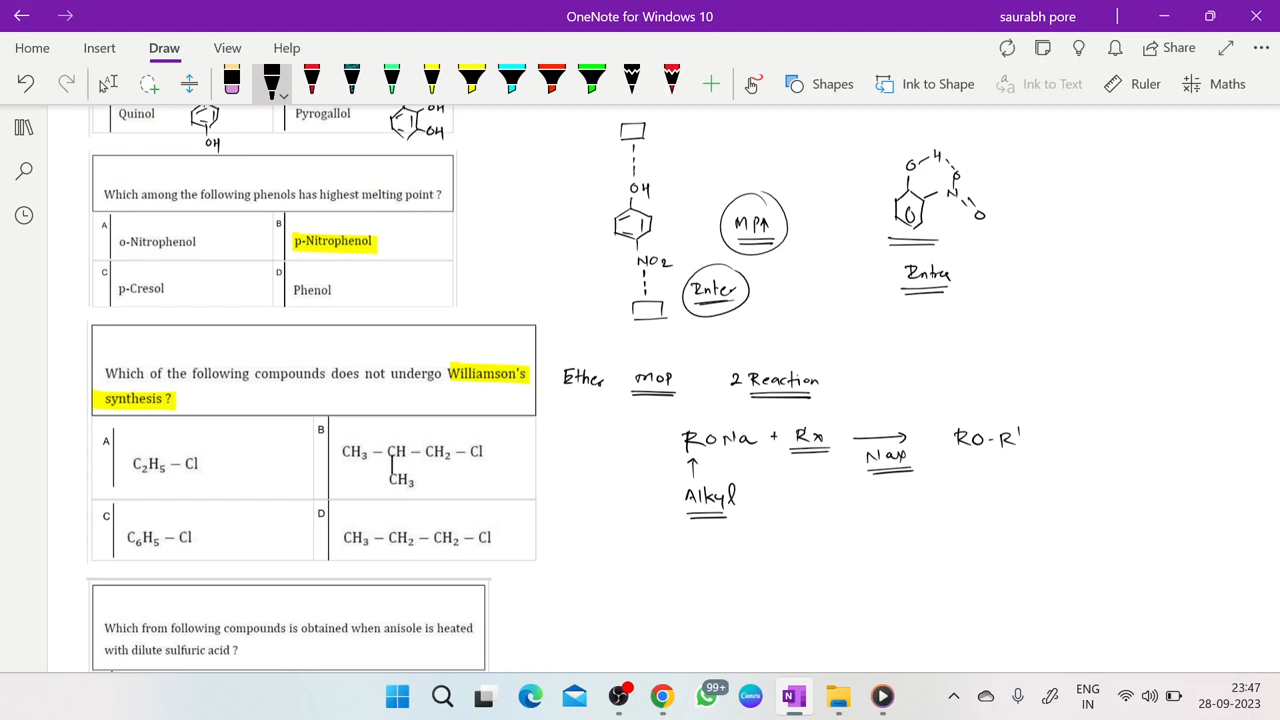 OneNote for Windows 10
saurabh pore
Home Insert Draw View Help
Share
Shapes
Ink to Shape
Ink to Text
Ruler
Maths
Quinol
OH
Pyrogallol
OH
OH
Which among the following phenols has highest melting point ?
A
o-Nitrophenol
B
p-Nitrophenol
C
p-Cresol
D
Phenol
OH
NO2
MP↑
Inter
O H
O
N
O
Intra
Which of the following compounds does not undergo Williamson's
synthesis ?
A
C₂H₅ – Cl
B
CH₃ – CH – CH₂ – Cl
CH₃
C
C₆H₅ – Cl
D
CH₃ – CH₂ – CH₂ – Cl
Ether MOP 2 Reaction
RONa + Rx → RO-R'
Nax
↑
Alkyl
Which from following compounds is obtained when anisole is heated
with dilute sulfuric acid ?
99+
ENG
IN
23:47
28-09-2023